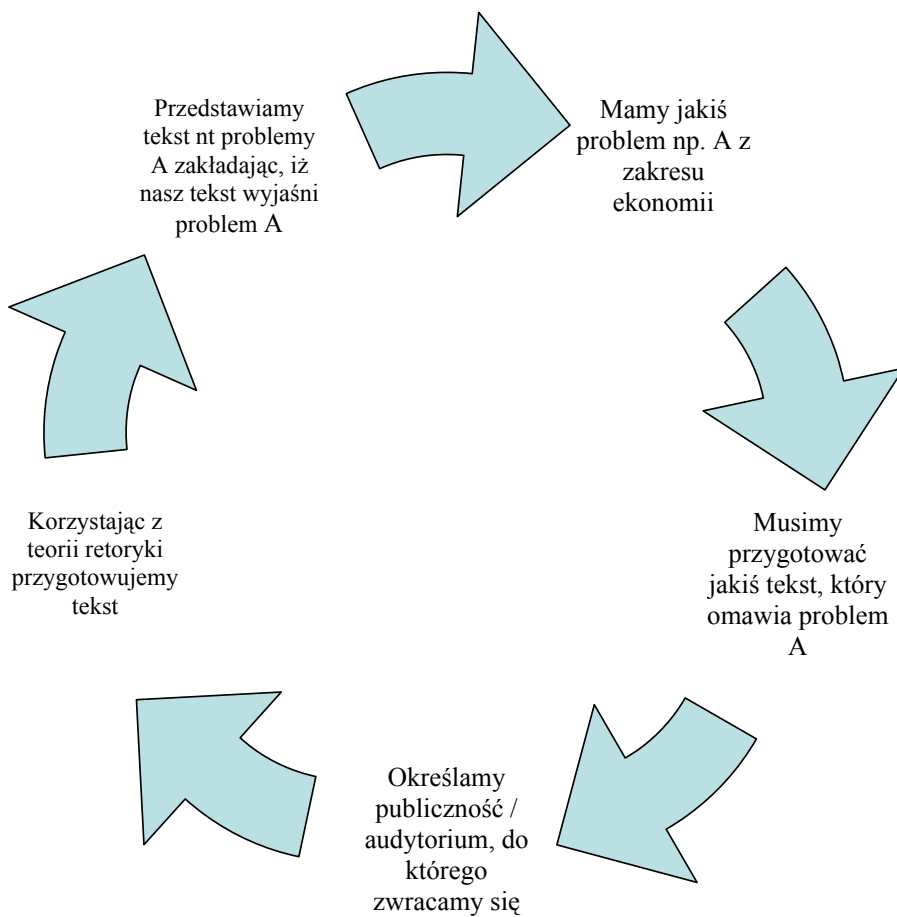 Mamy jakiś
problem np. A z
zakresu
ekonomii
Musimy
przygotować
jakiś tekst, który
omawia problem
A
Określamy
publiczność /
audytorium, do
którego
zwracamy się
Korzystając z
teorii retoryki
przygotowujemy
tekst
Przedstawiamy
tekst nt problemy
A zakładając, iż
nasz tekst wyjaśni
problem A